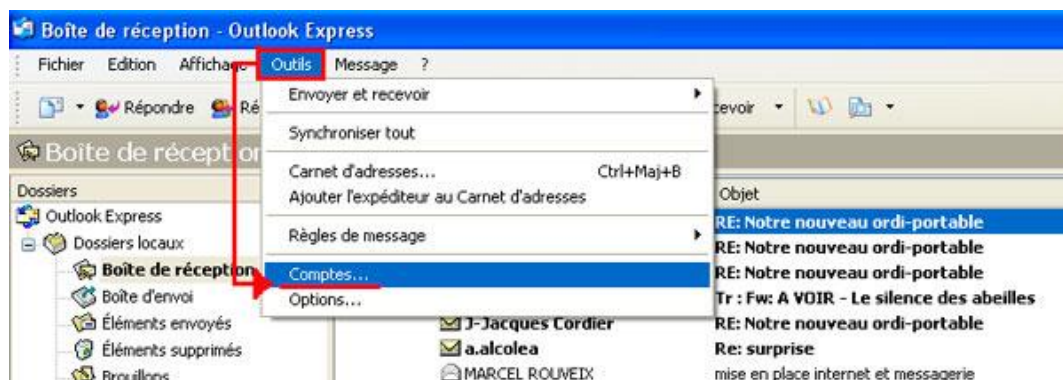 Boîte de réception - Outlook Express
Fichier Edition Affichage Outils Message ?
Répondre
Envoyer et recevoir
Synchroniser tout
Boîte de
Carnet d'adresses... Ctrl+Maj+B
Dossiers
Ajouter l'expéditeur au Carnet d'adresses
Objet
Outlook Express
RE: Notre nouveau ordi-portable
Règles de message
Dossiers locaux
RE: Notre nouveau ordi-portable
Boîte de réception
Comptes...
RE: Notre nouveau ordi-portable
Boîte d'envoi
Options...
Tr : Fw: A VOIR - Le silence des abeilles
Éléments envoyés
J-Jacques Cordier
RE: Notre nouveau ordi-portable
Éléments supprimés
a.alcolea
Re: surprise
Brouillons
MARCEL ROUVEIX
mise en place internet et messagerie